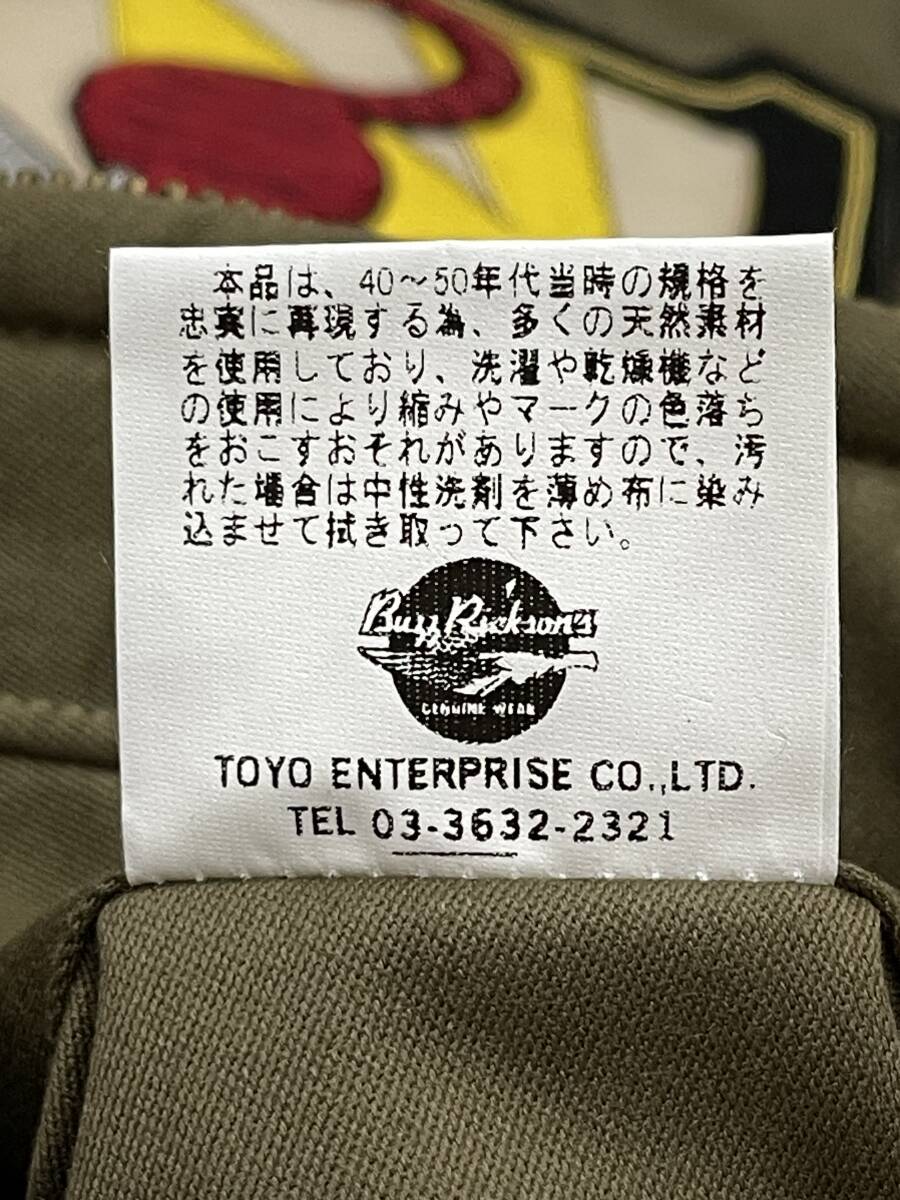 本品は、40～50年代当時の規格を
忠実に再現する為、多くの天然素材
を使用しており、洗濯や乾燥機など
の使用により縮みやマークの色落ち
をおこすおそれがありますので、汚
れた場合は中性洗剤を薄め布に染み
込ませて拭き取って下さい。
Buzz Rickson's
GENUINE WEAR
TOYO ENTERPRISE CO.,LTD.
TEL 03-3632-2321